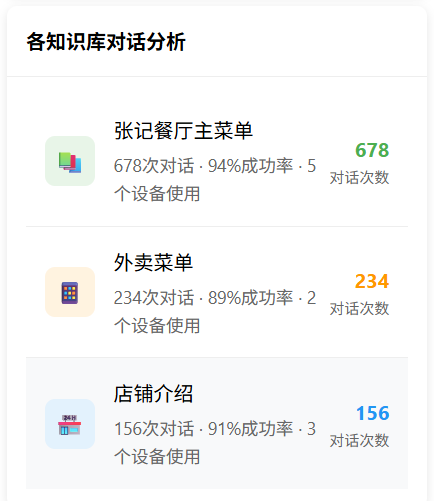 各知识库对话分析
张记餐厅主菜单
678次对话 · 94%成功率 · 5
个设备使用
678
对话次数
外卖菜单
234次对话 · 89%成功率 · 2
个设备使用
234
对话次数
店铺介绍
156次对话 · 91%成功率 · 3
个设备使用
156
对话次数